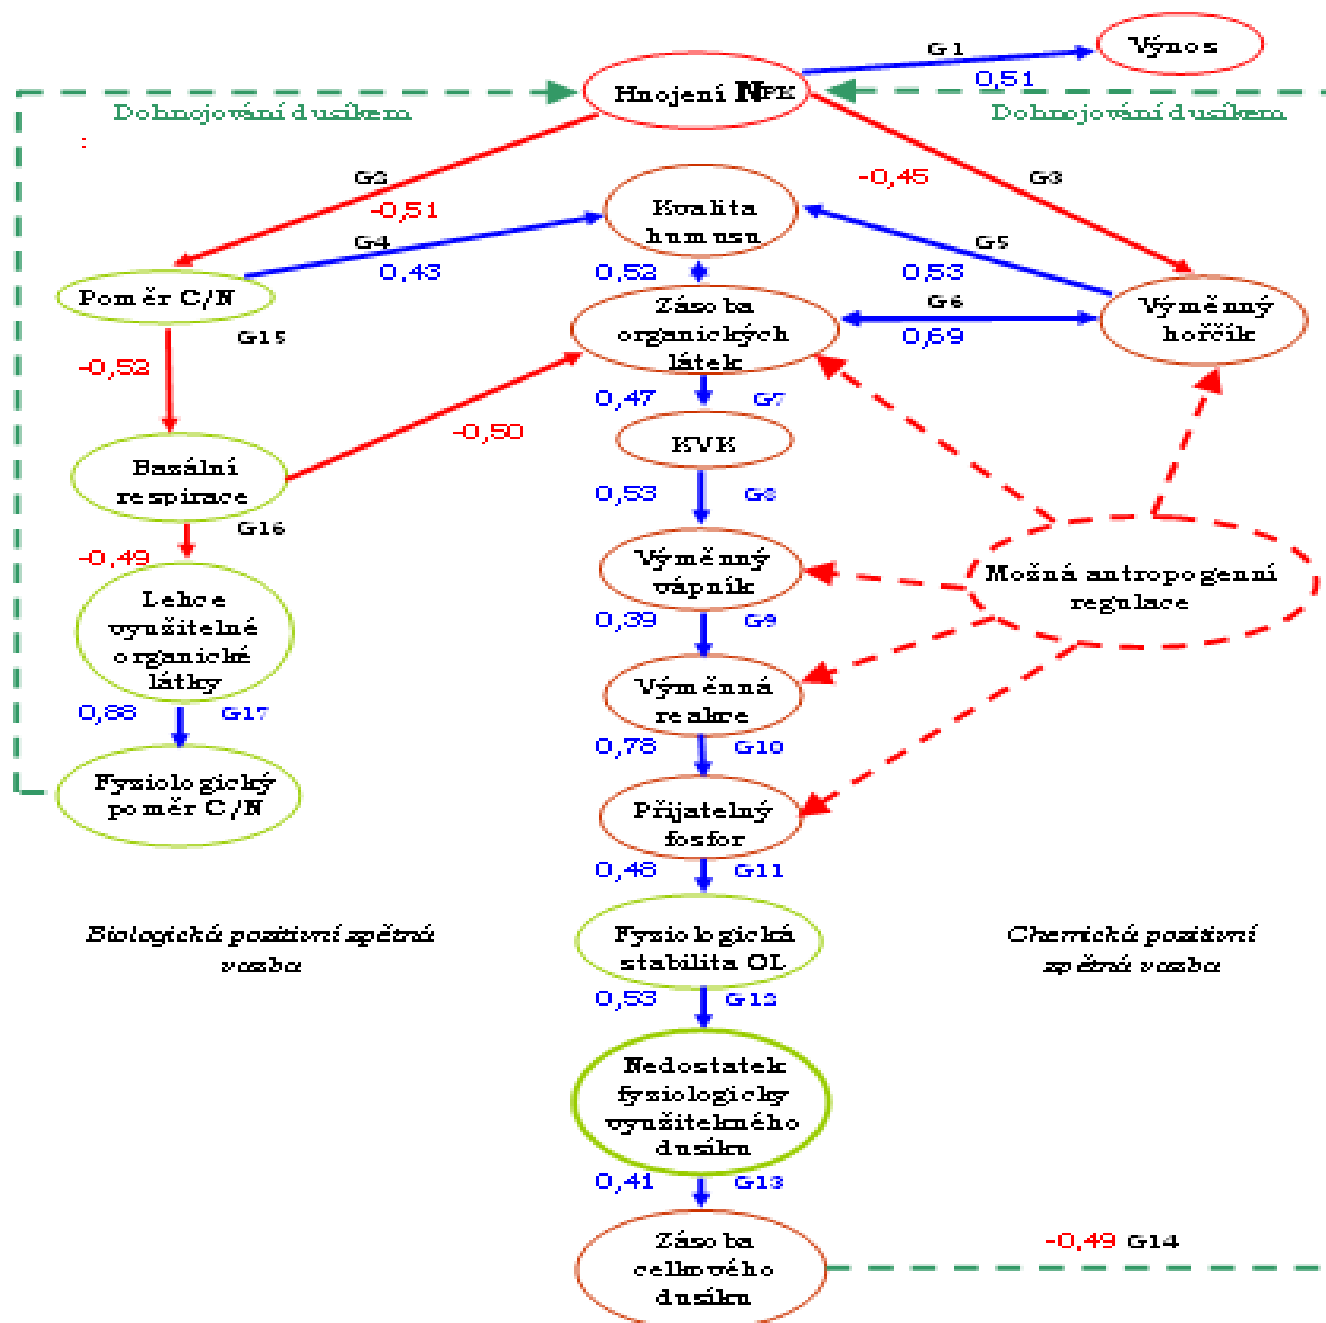 G1
Výnos
0,51
Hnojení NPK
Dohnojování dusíkem
Dohnojování dusíkem
:
G2
-0,51
-0,45
G3
Kvalita
humusu
G4
0,43
G5
0,53
0,52
Poměr C/N
G15
-0,52
Zásoba
organických
látek
G6
0,69
Výměnný
hořčík
0,47
G7
-0,50
KVK
Bazální
respirace
G16
-0,49
0,53
G8
Výměnný
vápník
Možná antropogenní
regulace
Lehce
využitelné
organické
látky
0,39
G9
Výměnná
reakce
0,88
G17
0,78
G10
Fyziologický
poměr C/N
Přijatelný
fosfor
0,48
G11
Biologická pozitivní spětná
vazba
Fyziologická
stabilita OL
Chemická pozitivní
spětná vazba
0,53
G12
Nedostatek
fyziologicky
využitekného
dusíku
0,41
G13
Zásoba
celkového
dusíku
-0,49 G14